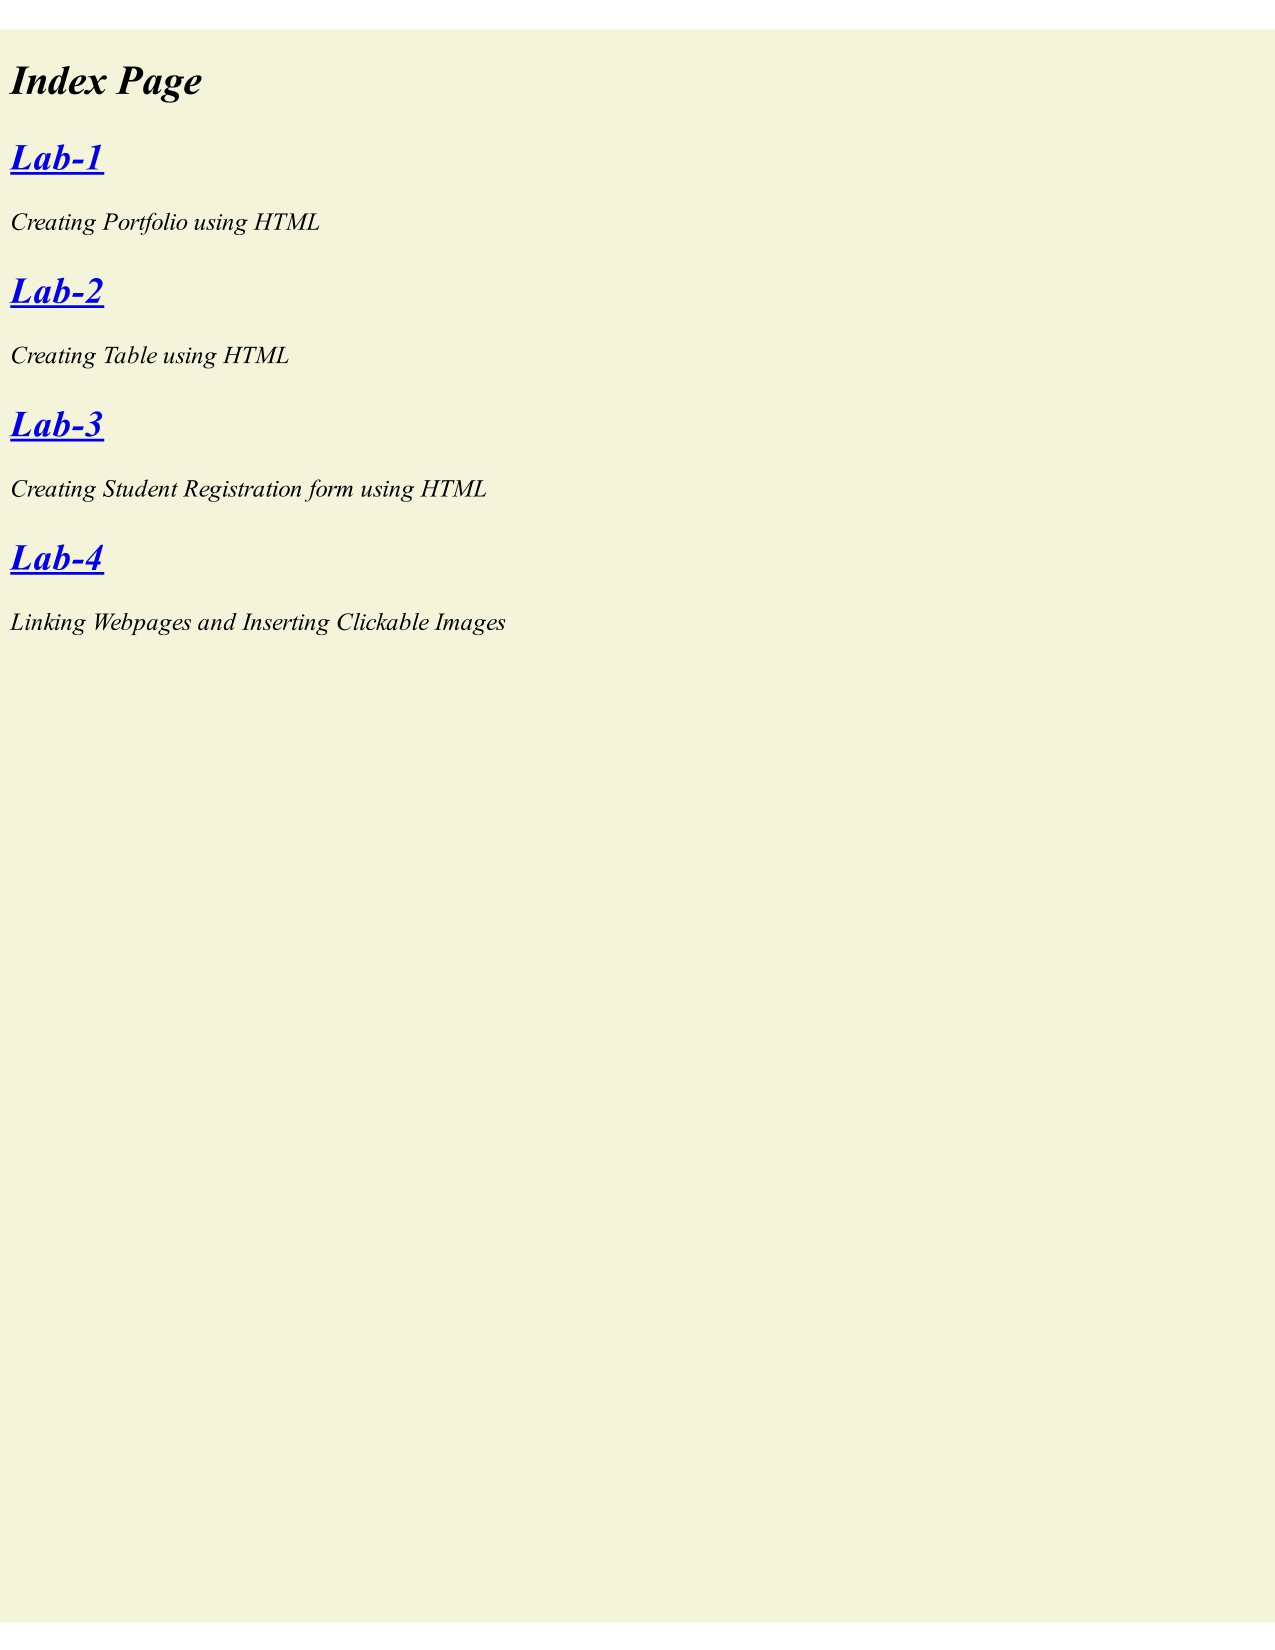 Index Page
Lab-1
Creating Portfolio using HTML
Lab-2
Creating Table using HTML
Lab-3
Creating Student Registration form using HTML
Lab-4
Linking Webpages and Inserting Clickable Images